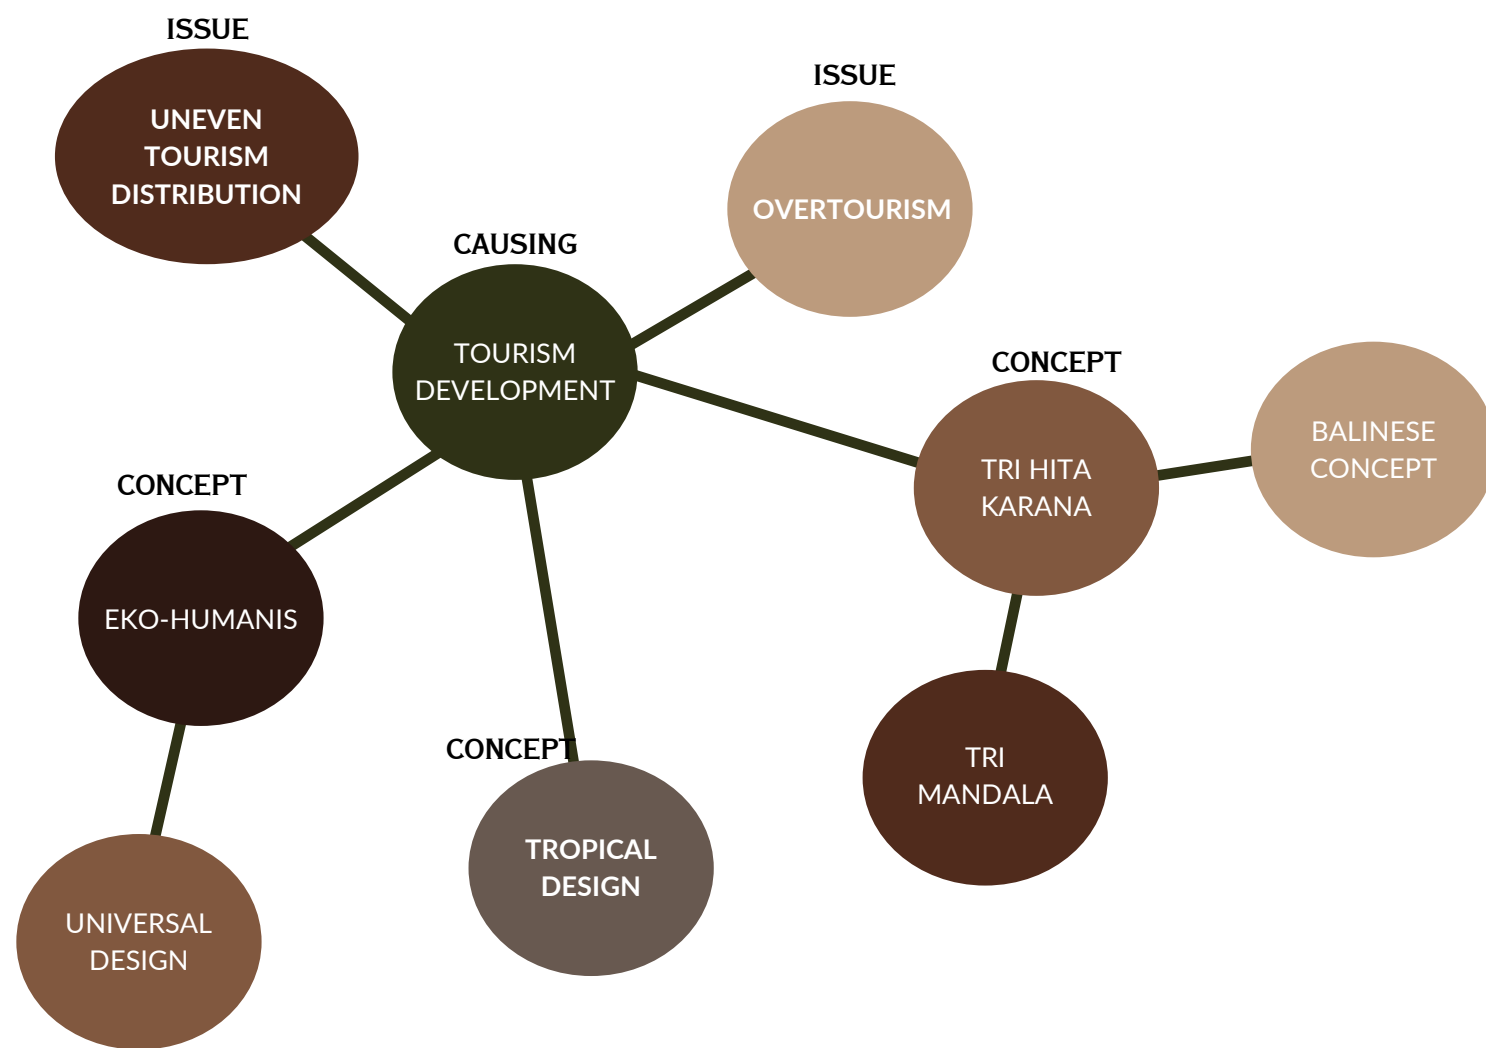 ISSUE
UNEVEN
TOURISM
DISTRIBUTION
ISSUE
OVERTOURISM
CAUSING
TOURISM
DEVELOPMENT
CONCEPT
TRI HITA
KARANA
BALINESE
CONCEPT
CONCEPT
EKO-HUMANIS
CONCEPT
TROPICAL
DESIGN
TRI
MANDALA
UNIVERSAL
DESIGN